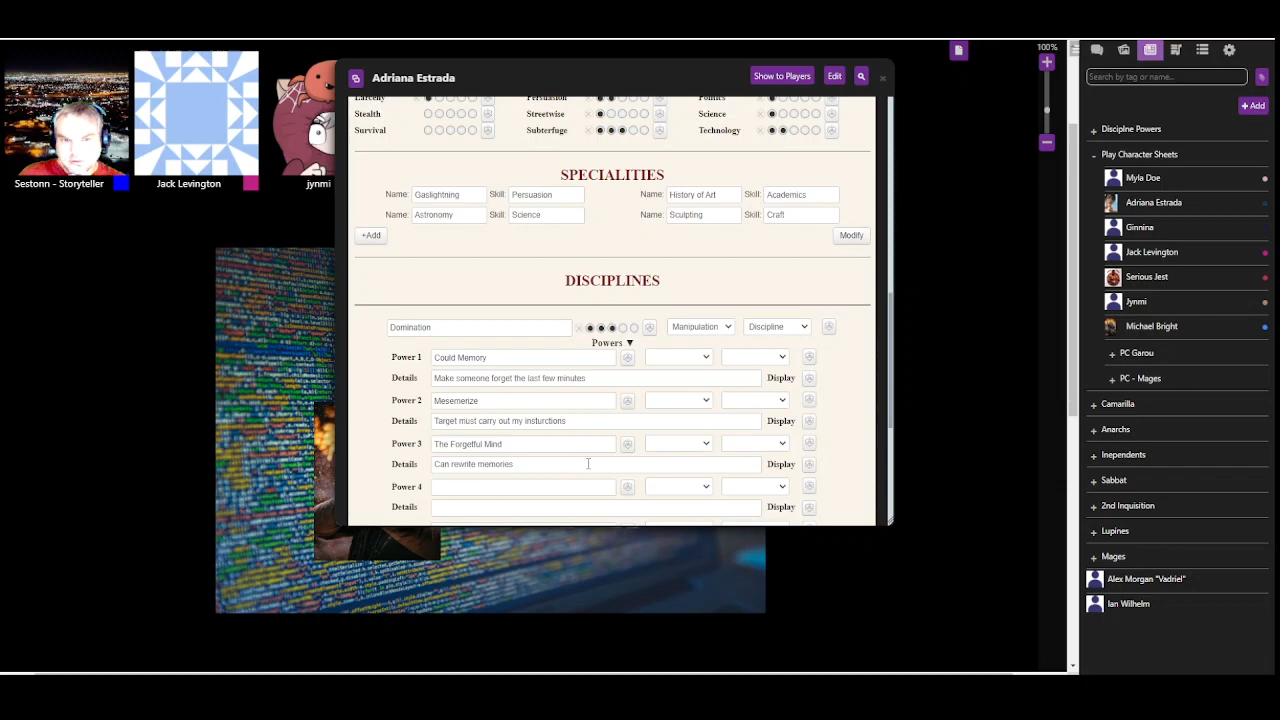 100%
Adriana Estrada
Show to Players
Edit
Larceny
Persuasion
Politics
Stealth
Streetwise
Science
Survival
Subterfuge
Technology
SPECIALITIES
Name: Gaslightning Skill: Persuasion Name: History of Art Skill: Academics
Name: Astronomy Skill: Science Name: Sculpting Skill: Craft
+Add
Modify
DISCIPLINES
Domination
Manipulation
Discipline
Powers ▼
Power 1 Could Memory
Details Make someone forget the last few minutes Display
Power 2 Mesemerize
Details Target must carry out my insturctions Display
Power 3 The Forgetful Mind
Details Can rewrite memories Display
Power 4
Details Display
Sestonn - Storyteller
Jack Levington
jynmi
Search by tag or name...
+ Add
+ Discipline Powers
- Play Character Sheets
Myla Doe
Adriana Estrada
Ginnina
Jack Levington
Serious Jed
Jynmi
Michael Bright
+ PC Garou
+ PC - Mages
+ Camarilla
+ Anarchs
+ Inependents
+ Sabbat
+ 2nd Inquisition
+ Lupines
+ Mages
Alex Morgan "Vaticin"
Ian Wilhelm